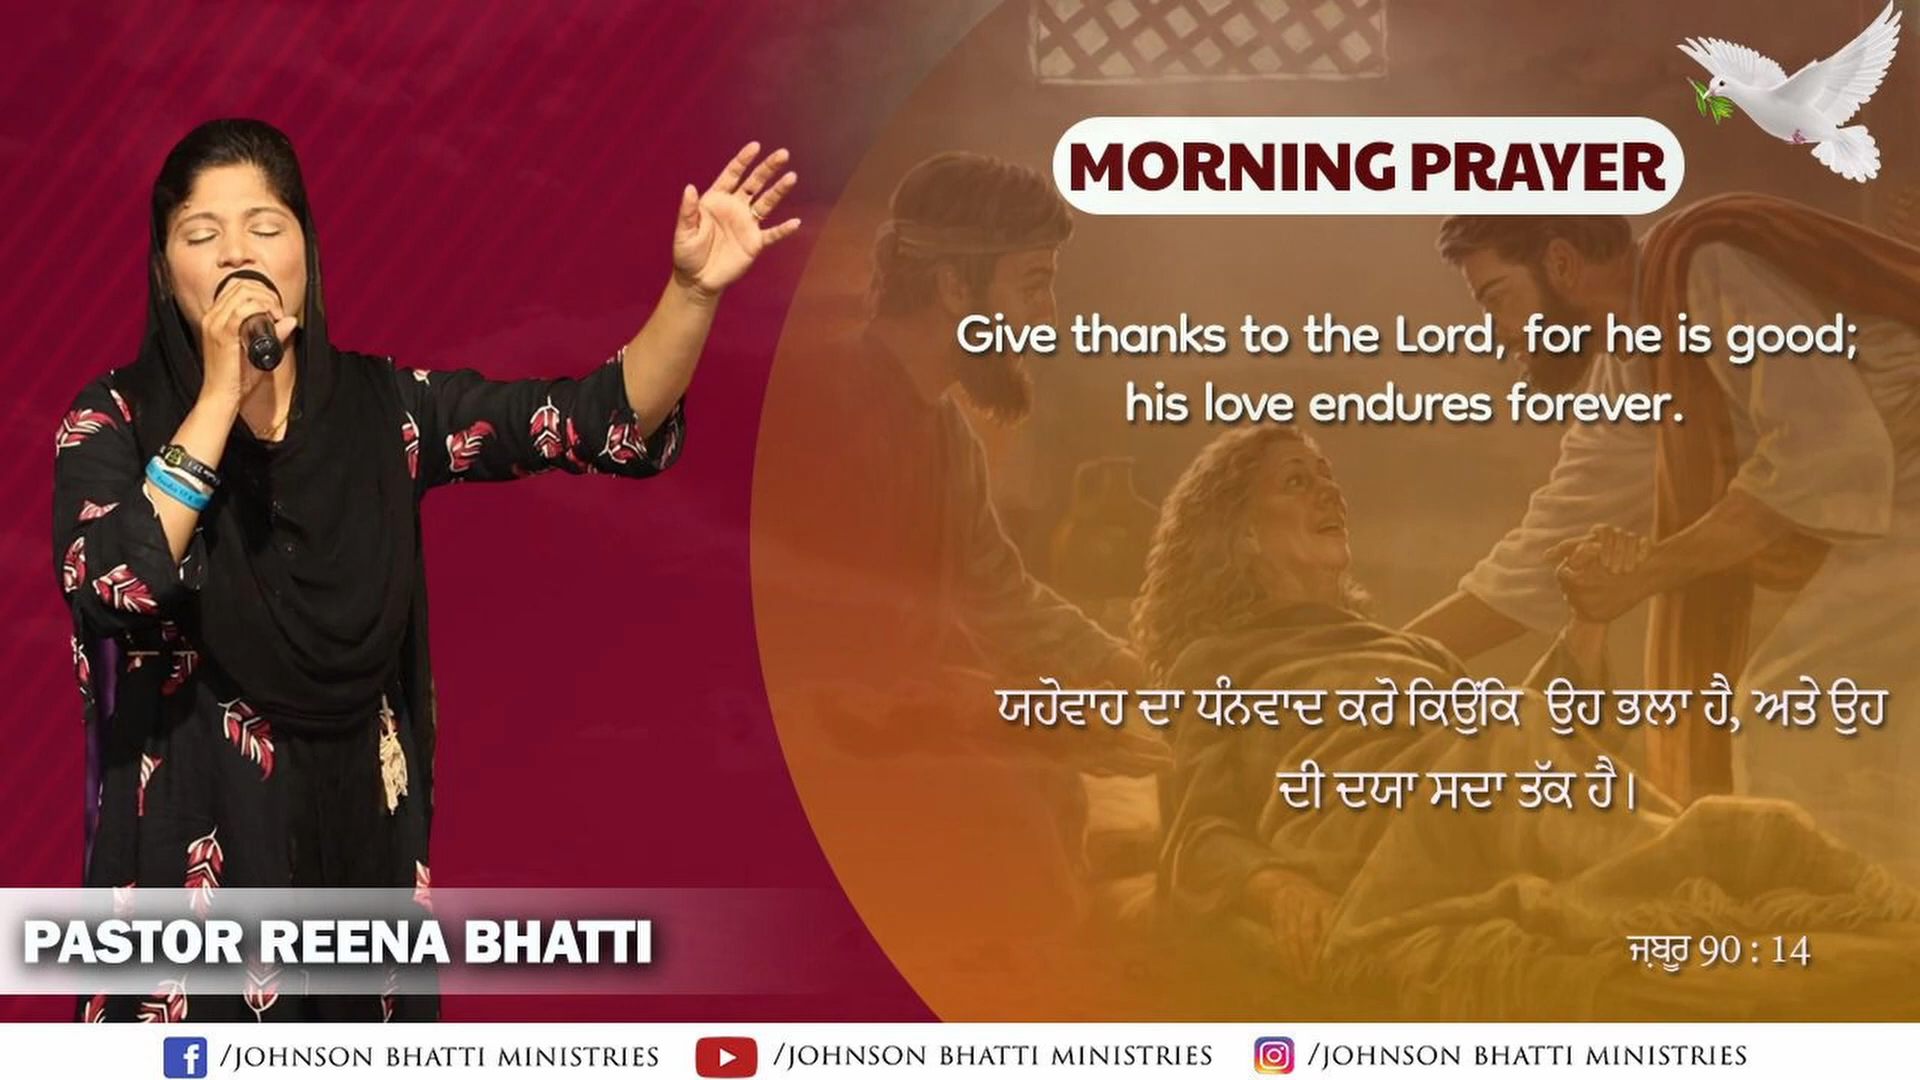 MORNING PRAYER
Give thanks to the Lord, for he is good;
his love endures forever.
ਯਹੋਵਾਹ ਦਾ ਧੰਨਵਾਦ ਕਰੋ ਕਿਉਂਕਿ ਉਹ ਭਲਾ ਹੈ, ਅਤੇ ਉਹ
ਦੀ ਦਯਾ ਸਦਾ ਤੱਕ ਹੈ।
ਜ਼ਬੂਰ 90 : 14
PASTOR REENA BHATTI
/JOHNSON BHATTI MINISTRIES /JOHNSON BHATTI MINISTRIES /JOHNSON BHATTI MINISTRIES